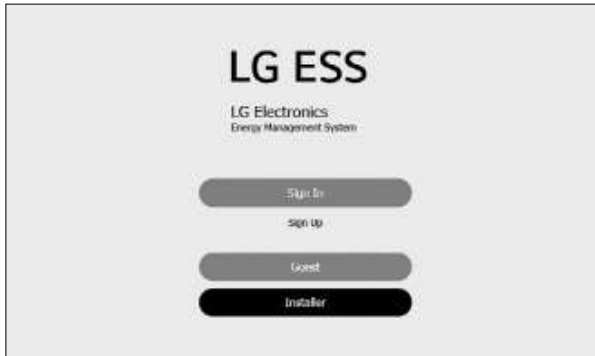 LG ESS
LG Electronics
Energy Management System
Sign In
Sign Up
Guest
Installer